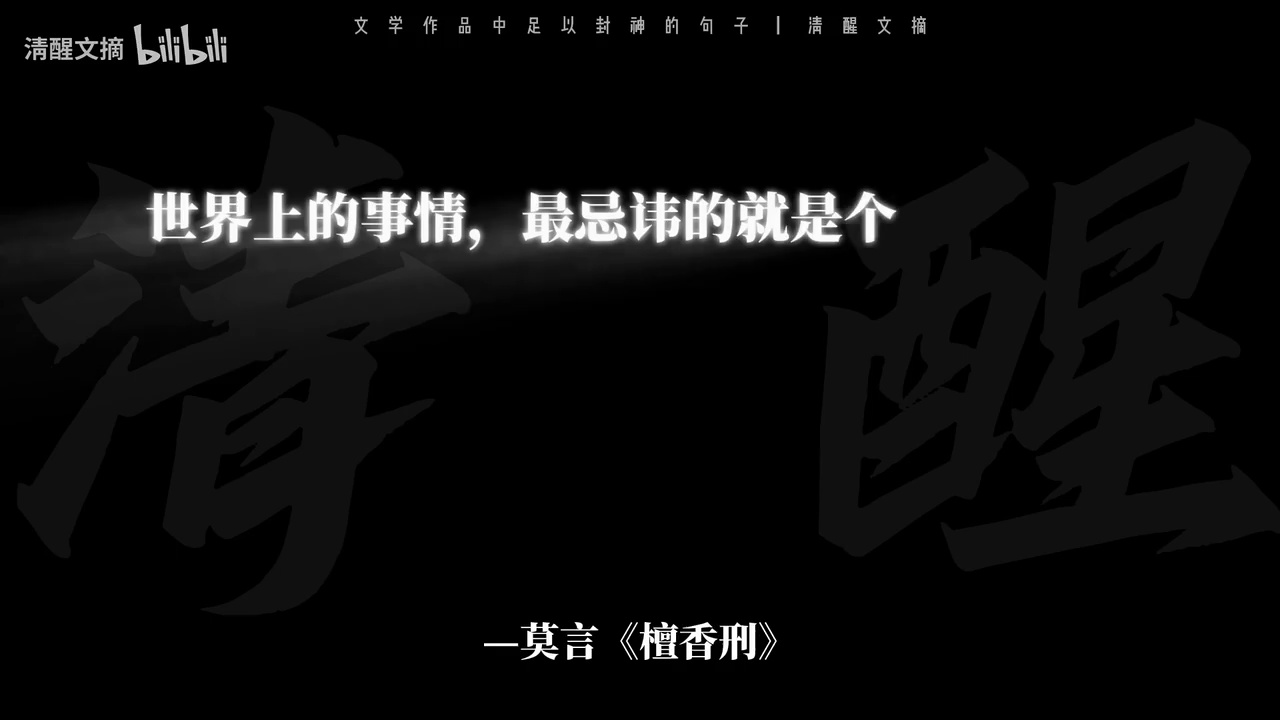 文学作品中足以封神的句子 | 清醒文摘
清醒文摘 bilibili
清醒
世界上的事情，最忌讳的就是个
—莫言《檀香刑》